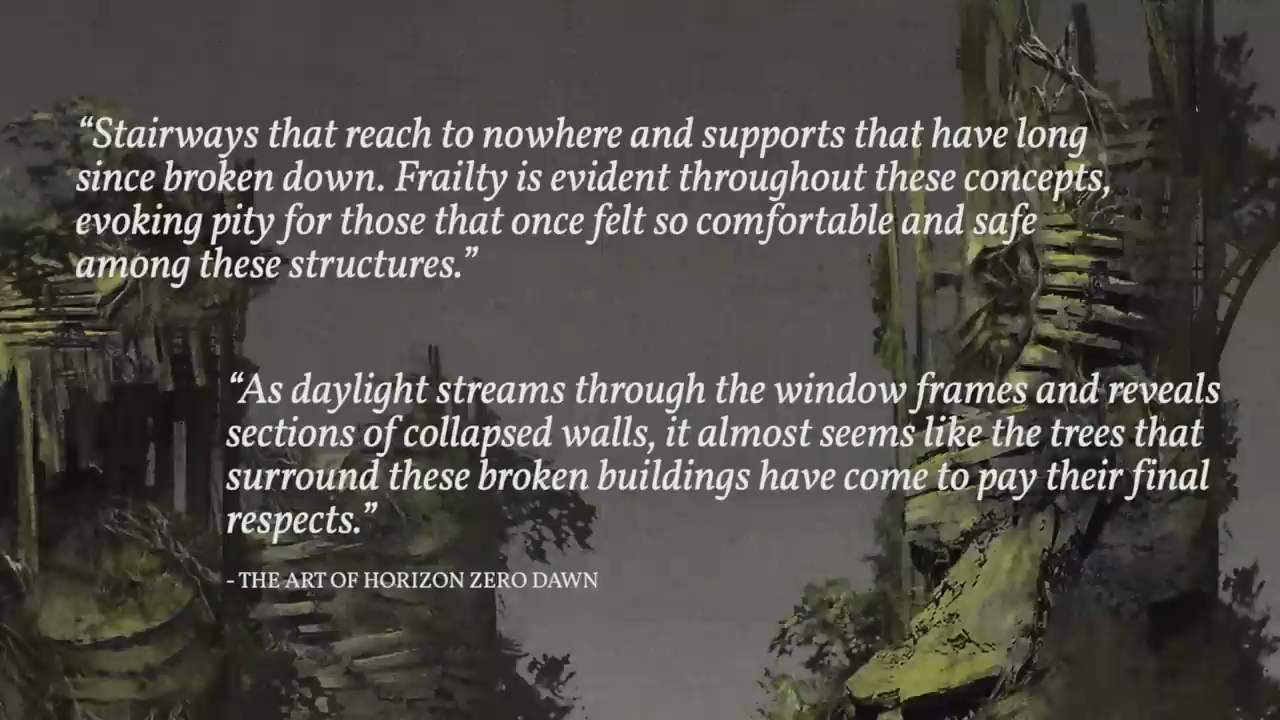 “Stairways that reach to nowhere and supports that have long
since broken down. Frailty is evident throughout these concepts,
evoking pity for those that once felt so comfortable and safe
among these structures.”
“As daylight streams through the window frames and reveals
sections of collapsed walls, it almost seems like the trees that
surround these broken buildings have come to pay their final
respects.”
- THE ART OF HORIZON ZERO DAWN